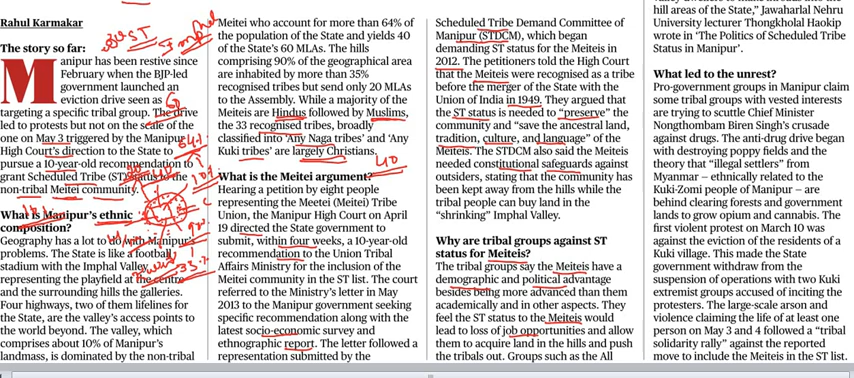 Rahul Karmakar
The story so far:
Manipur has been restive since
February when the BJP-led
government launched an
eviction drive seen as
targeting a specific tribal group. The drive
led to protests but not on the scale of the
one on May 3 triggered by the Manipur
High Court's direction to the State to
pursue a 10-year-old recommendation to
grant Scheduled Tribe (ST) status to the
non-tribal Meitei community.
What is Manipur's ethnic
composition?
Geography has a lot to do with Manipur's
problems. The State is like a football
stadium with the Imphal Valley
representing the playfield at the centre
and the surrounding hills the galleries.
Four highways, two of them lifelines for
the State, are the valley's access points to
the world beyond. The valley, which
comprises about 10% of Manipur's
landmass, is dominated by the non-tribal
Meitei who account for more than 64% of
the population of the State and yields 40
of the State's 60 MLAs. The hills
comprising 90% of the geographical area
are inhabited by more than 35%
recognised tribes but send only 20 MLAs
to the Assembly. While a majority of the
Meiteis are Hindus followed by Muslims,
the 33 recognised tribes, broadly
classified into 'Any Naga tribes' and 'Any
Kuki tribes' are largely Christians.
40
What is the Meitei argument?
Hearing a petition by eight people
representing the Meetei (Meitei) Tribe
Union, the Manipur High Court on April
19 directed the State government to
submit, within four weeks, a 10-year-old
recommendation to the Union Tribal
Affairs Ministry for the inclusion of the
Meitei community in the ST list. The court
referred to the Ministry's letter in May
2013 to the Manipur government seeking
specific recommendation along with the
latest socio-economic survey and
ethnographic report. The letter followed a
representation submitted by the
Scheduled Tribe Demand Committee of
Manipur (STDCM), which began
demanding ST status for the Meiteis in
2012. The petitioners told the High Court
that the Meiteis were recognised as a tribe
before the merger of the State with the
Union of India in 1949. They argued that
the ST status is needed to "preserve" the
community and "save the ancestral land,
tradition, culture, and language" of the
Meiteis. The STDCM also said the Meiteis
needed constitutional safeguards against
outsiders, stating that the community has
been kept away from the hills while the
tribal people can buy land in the
"shrinking" Imphal Valley.
Why are tribal groups against ST
status for Meiteis?
The tribal groups say the Meiteis have a
demographic and political advantage
besides being more advanced than them
academically and in other aspects. They
feel the ST status to the Meiteis would
lead to loss of job opportunities and allow
them to acquire land in the hills and push
the tribals out. Groups such as the All
hill areas of the State," Jawaharlal Nehru
University lecturer Thongkholal Haokip
wrote in 'The Politics of Scheduled Tribe
Status in Manipur'.
What led to the unrest?
Pro-government groups in Manipur claim
some tribal groups with vested interests
are trying to scuttle Chief Minister
Nongthombam Biren Singh's crusade
against drugs. The anti-drug drive began
with destroying poppy fields and the
theory that "illegal settlers" from
Myanmar – ethnically related to the
Kuki-Zomi people of Manipur – are
behind clearing forests and government
lands to grow opium and cannabis. The
first violent protest on March 10 was
against the eviction of the residents of a
Kuki village. This made the State
government withdraw from the
suspension of operations with two Kuki
extremist groups accused of inciting the
protesters. The large-scale arson and
violence claiming the life of at least one
person on May 3 and 4 followed a "tribal
solidarity rally" against the reported
move to include the Meiteis in the ST list.